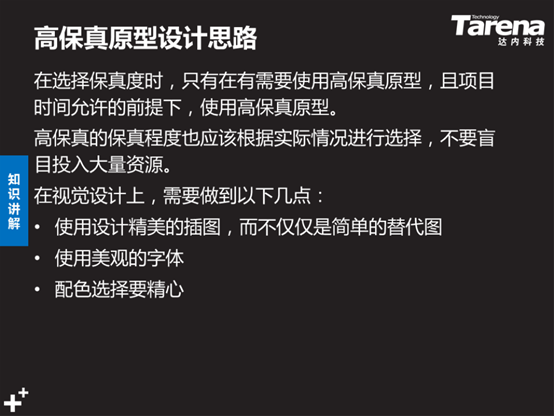 高保真原型设计思路
Technology
Tarena
达内科技
在选择保真度时，只有在有需要使用高保真原型，且项目
时间允许的前提下，使用高保真原型。
高保真的保真程度也应该根据实际情况进行选择，不要盲
目投入大量资源。
知识讲解
在视觉设计上，需要做到以下几点：
• 使用设计精美的插图，而不仅仅是简单的替代图
• 使用美观的字体
• 配色选择要精心